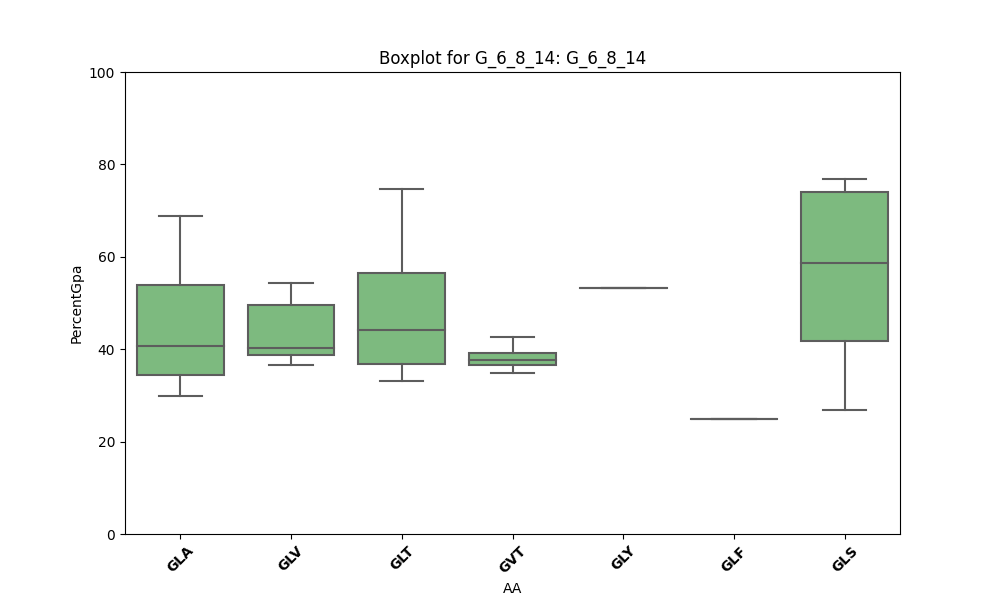 Boxplot for G_6_8_14: G_6_8_14
100
80
60
40
20
0
PercentGpa
GLA
GLV
GLT
GVT
GLY
GLF
GLS
AA